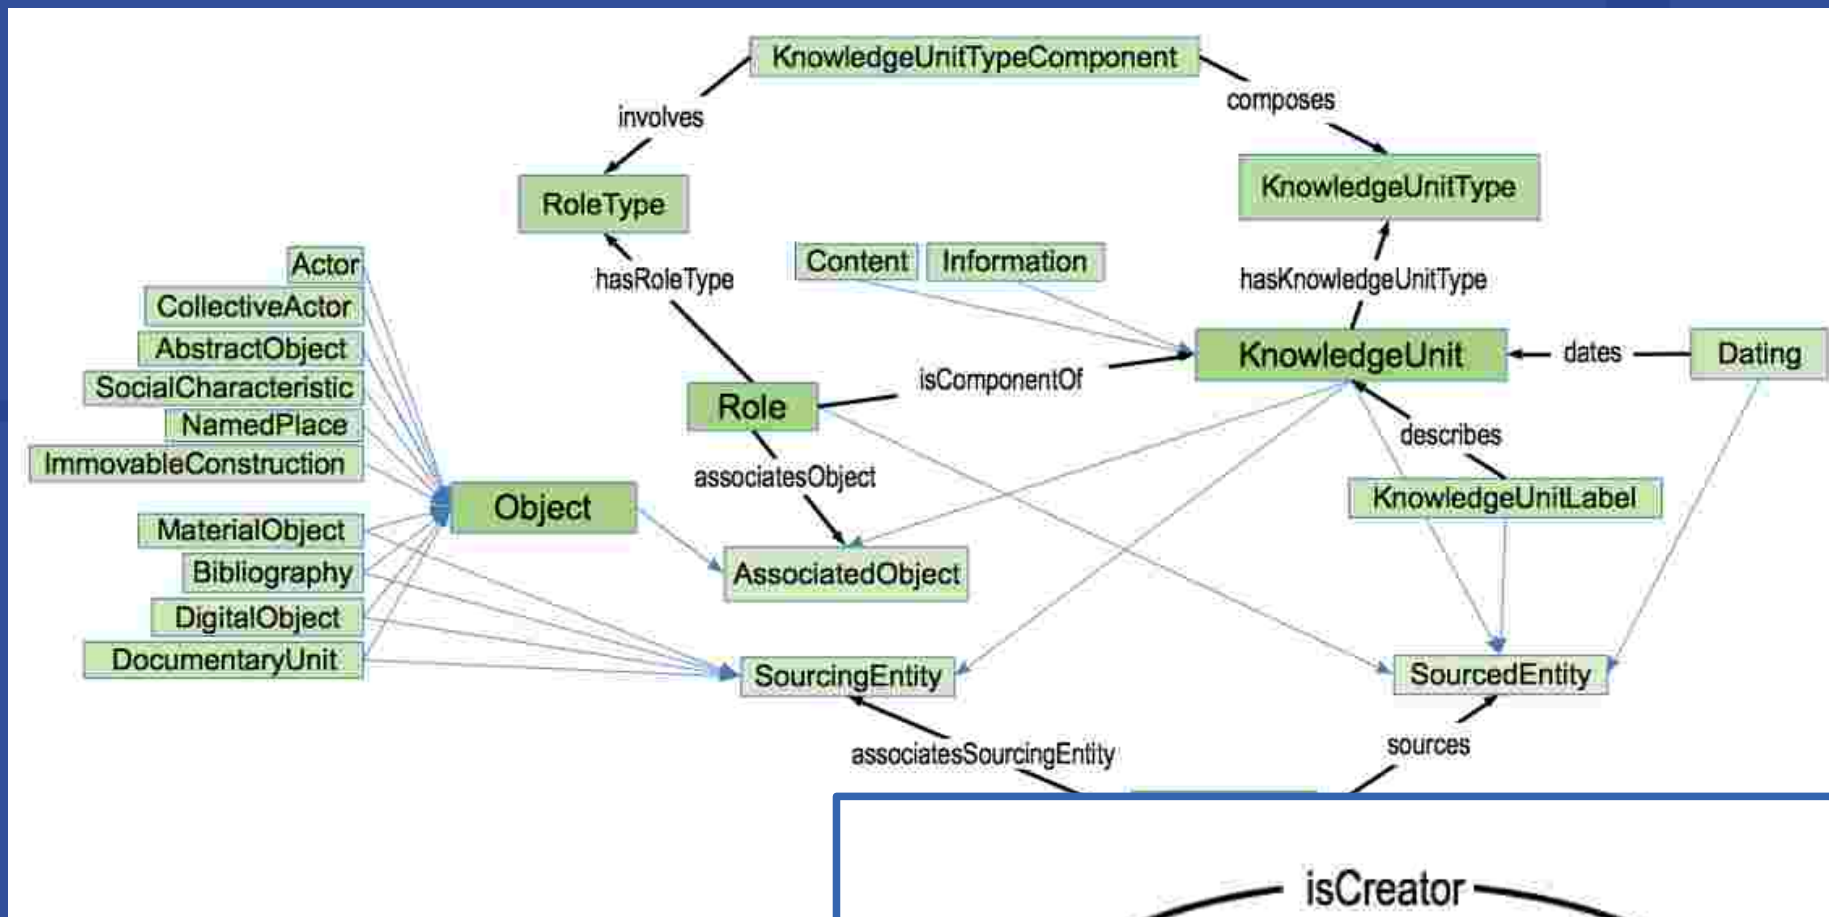 KnowledgeUnitTypeComponent
composes
involves
KnowledgeUnitType
RoleType
Actor
Content
Information
hasRoleType
hasKnowledgeUnitType
CollectiveActor
AbstractObject
KnowledgeUnit
dates
Dating
SocialCharacteristic
isComponentOf
Role
NamedPlace
describes
ImmovableConstruction
associatesObject
KnowledgeUnitLabel
Object
MaterialObject
Bibliography
AssociatedObject
DigitalObject
DocumentaryUnit
SourcingEntity
SourcedEntity
associatesSourcingEntity
sources
isCreator